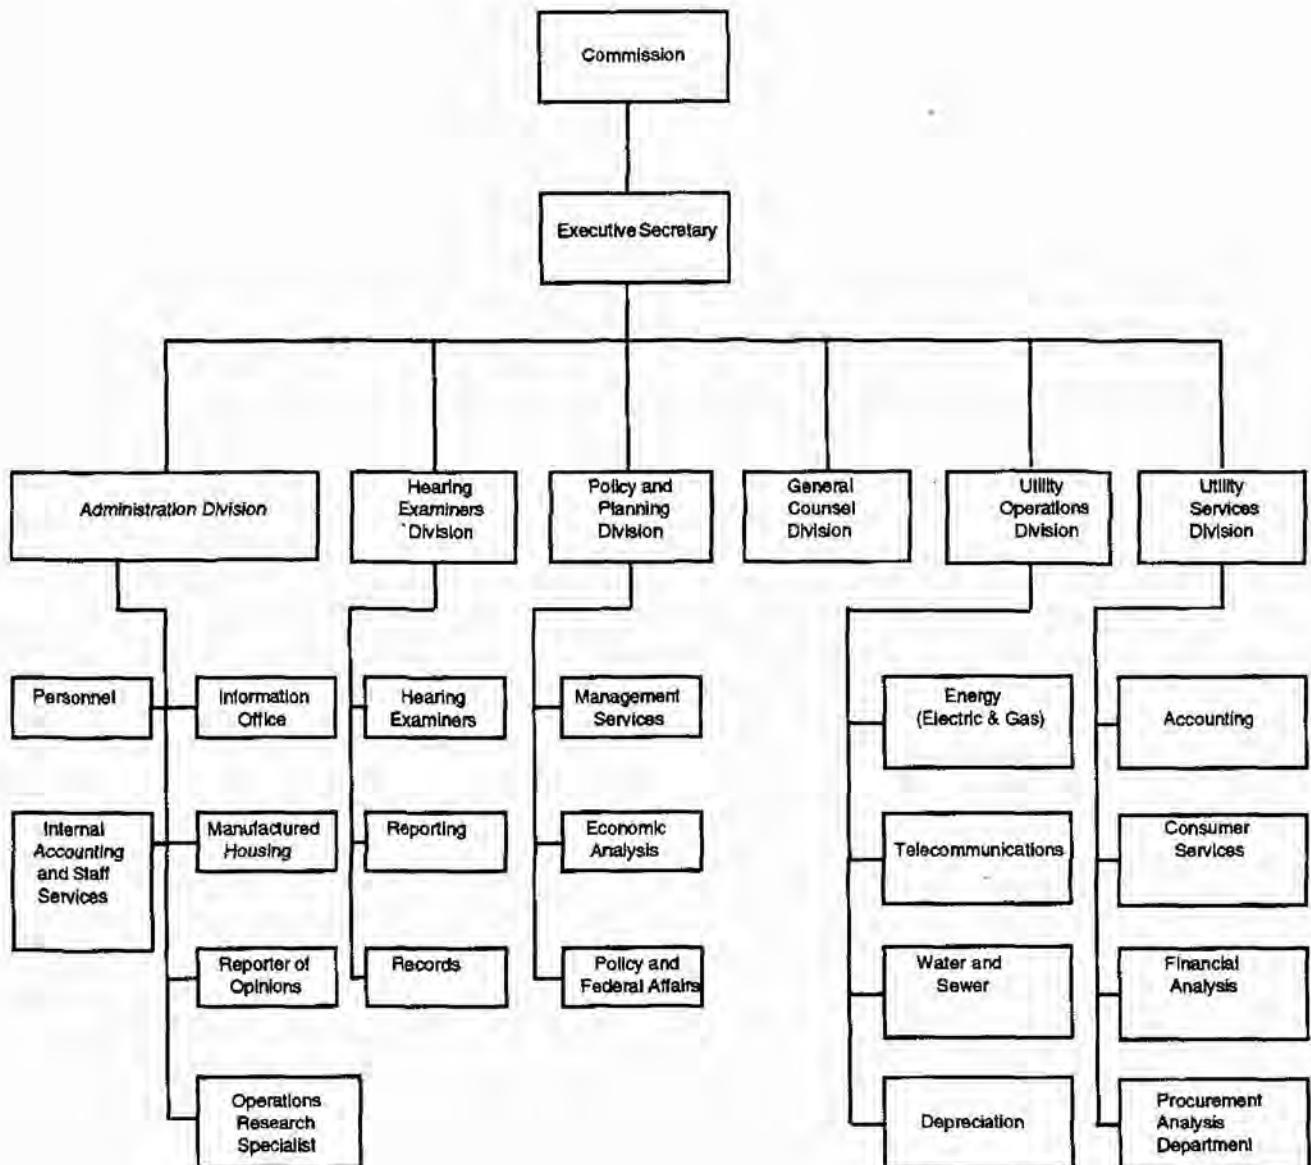 Commission
Executive Secretary
Administration Division
Hearing
Examiners
Division
Policy and
Planning
Division
General
Counsel
Division
Utility
Operations
Division
Utility
Services
Division
Personnel
Information
Office
Internal
Accounting
and Staff
Services
Manufactured
Housing
Reporter of
Opinions
Operations
Research
Specialist
Hearing
Examiners
Reporting
Records
Management
Services
Economic
Analysis
Policy and
Federal Affairs
Energy
(Electric & Gas)
Telecommunications
Water and
Sewer
Depreciation
Accounting
Consumer
Services
Financial
Analysis
Procurement
Analysis
Department